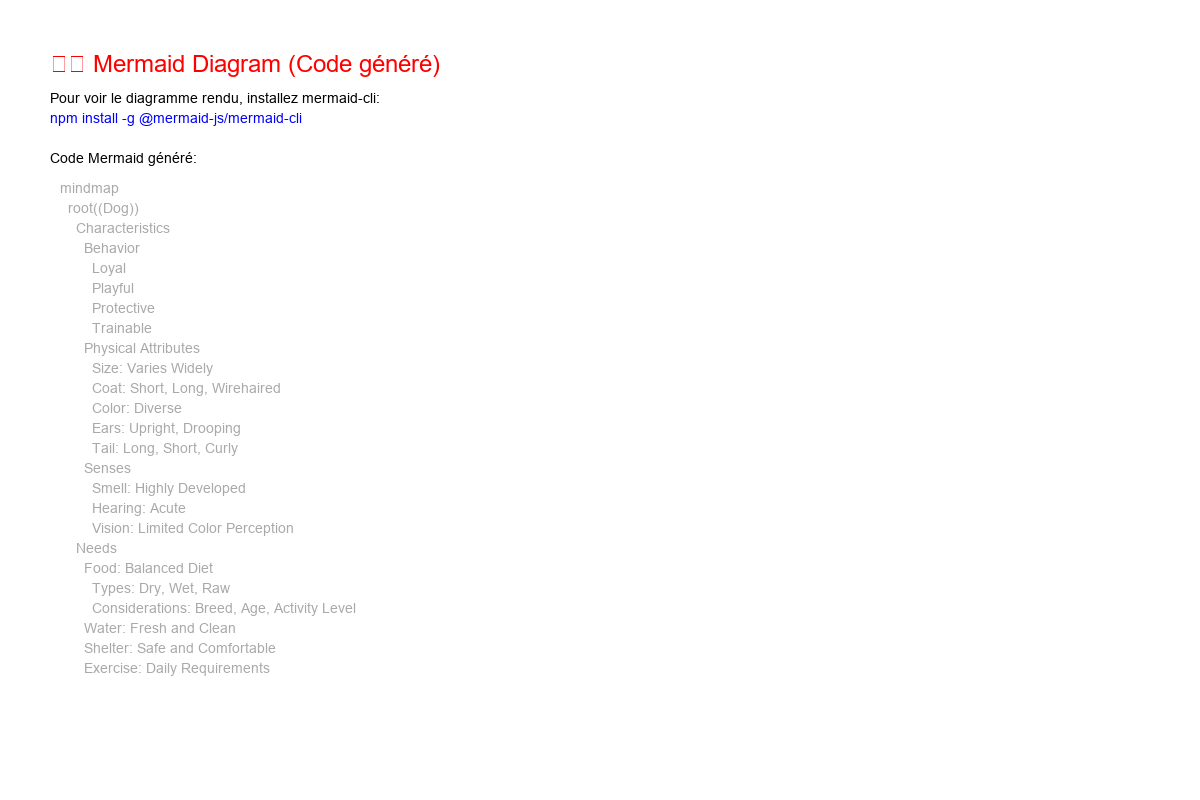 Mermaid Diagram (Code généré)
Pour voir le diagramme rendu, installez mermaid-cli:
npm install -g @mermaid-js/mermaid-cli
Code Mermaid généré:
mindmap
root((Dog))
Characteristics
Behavior
Loyal
Playful
Protective
Trainable
Physical Attributes
Size: Varies Widely
Coat: Short, Long, Wirehaired
Color: Diverse
Ears: Upright, Drooping
Tail: Long, Short, Curly
Senses
Smell: Highly Developed
Hearing: Acute
Vision: Limited Color Perception
Needs
Food: Balanced Diet
Types: Dry, Wet, Raw
Considerations: Breed, Age, Activity Level
Water: Fresh and Clean
Shelter: Safe and Comfortable
Exercise: Daily Requirements